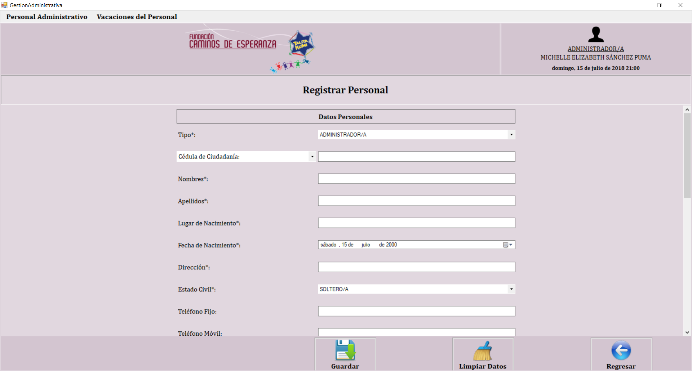 GestionAdministrativa
Personal Administrativo Vacaciones del Personal
FUNDACIÓN
CAMINOS DE ESPERANZA
ADMINISTRADOR/A
MICHELLE ELIZABETH SÁNCHEZ PUMA
domingo, 15 de julio de 2018 21:00
Registrar Personal
Datos Personales
Tipo*: ADMINISTRADOR/A
Cédula de Ciudadanía:
Nombres*:
Apellidos*:
Lugar de Nacimiento*:
Fecha de Nacimiento*: sábado , 15 de julio de 2000
Dirección*:
Estado Civil*: SOLTERO/A
Teléfono Fijo:
Teléfono Móvil:
Guardar Limpiar Datos Regresar